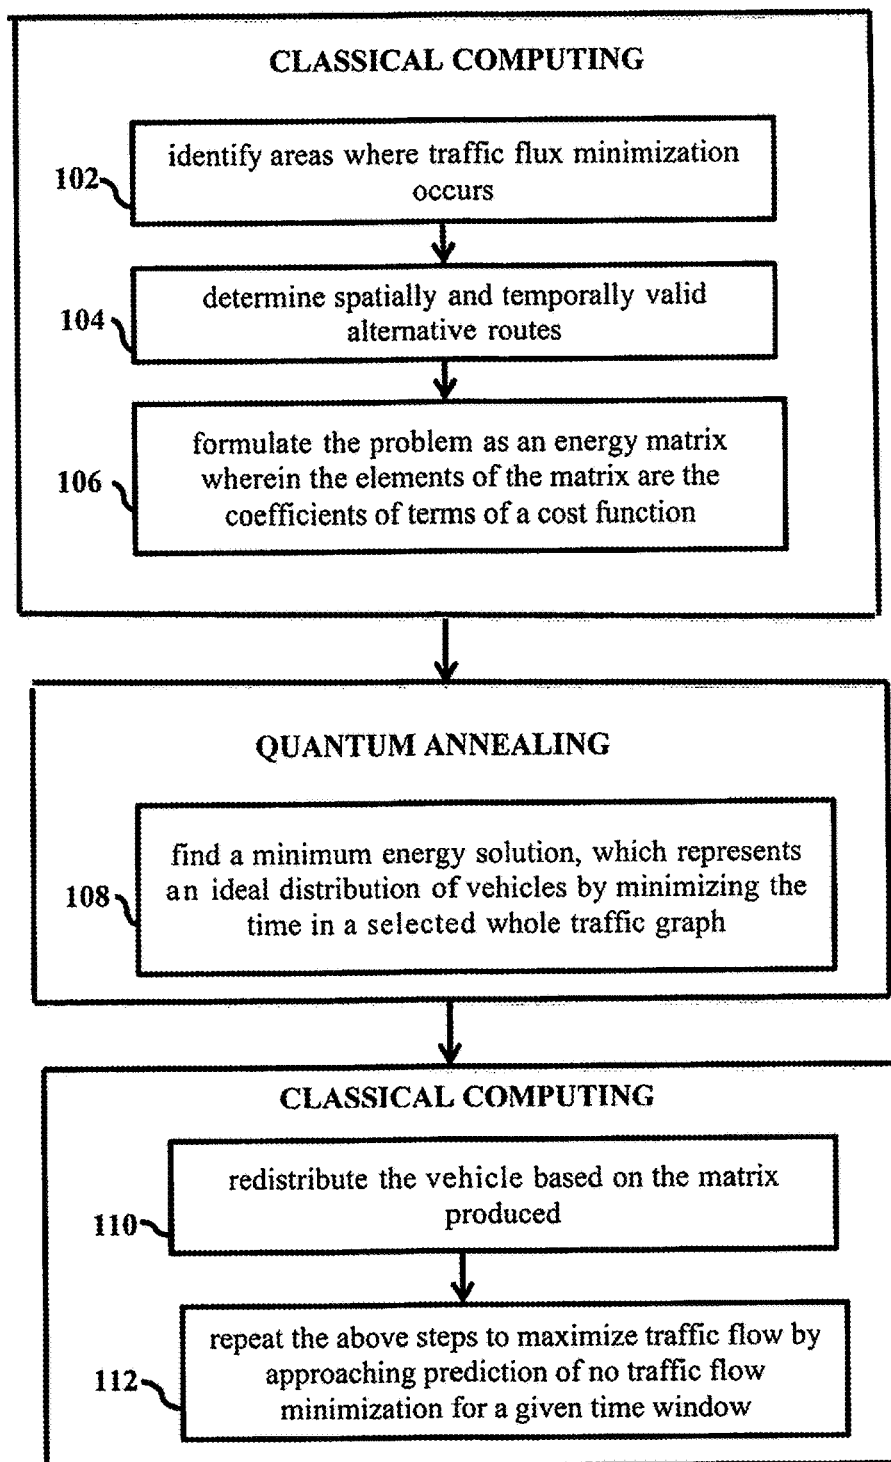 CLASSICAL COMPUTING
identify areas where traffic flux minimization
occurs
102
determine spatially and temporally valid
alternative routes
104
formulate the problem as an energy matrix
wherein the elements of the matrix are the
coefficients of terms of a cost function
106
QUANTUM ANNEALING
find a minimum energy solution, which represents
an ideal distribution of vehicles by minimizing the
time in a selected whole traffic graph
108
CLASSICAL COMPUTING
redistribute the vehicle based on the matrix
produced
110
repeat the above steps to maximize traffic flow by
approaching prediction of no traffic flow
minimization for a given time window
112